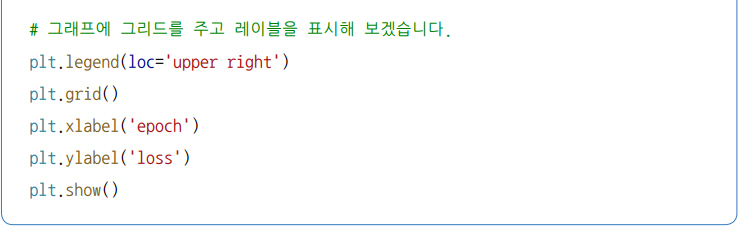 # 그래프에 그리드를 주고 레이블을 표시해 보겠습니다.
plt.legend(loc='upper right')
plt.grid()
plt.xlabel('epoch')
plt.ylabel('loss')
plt.show()